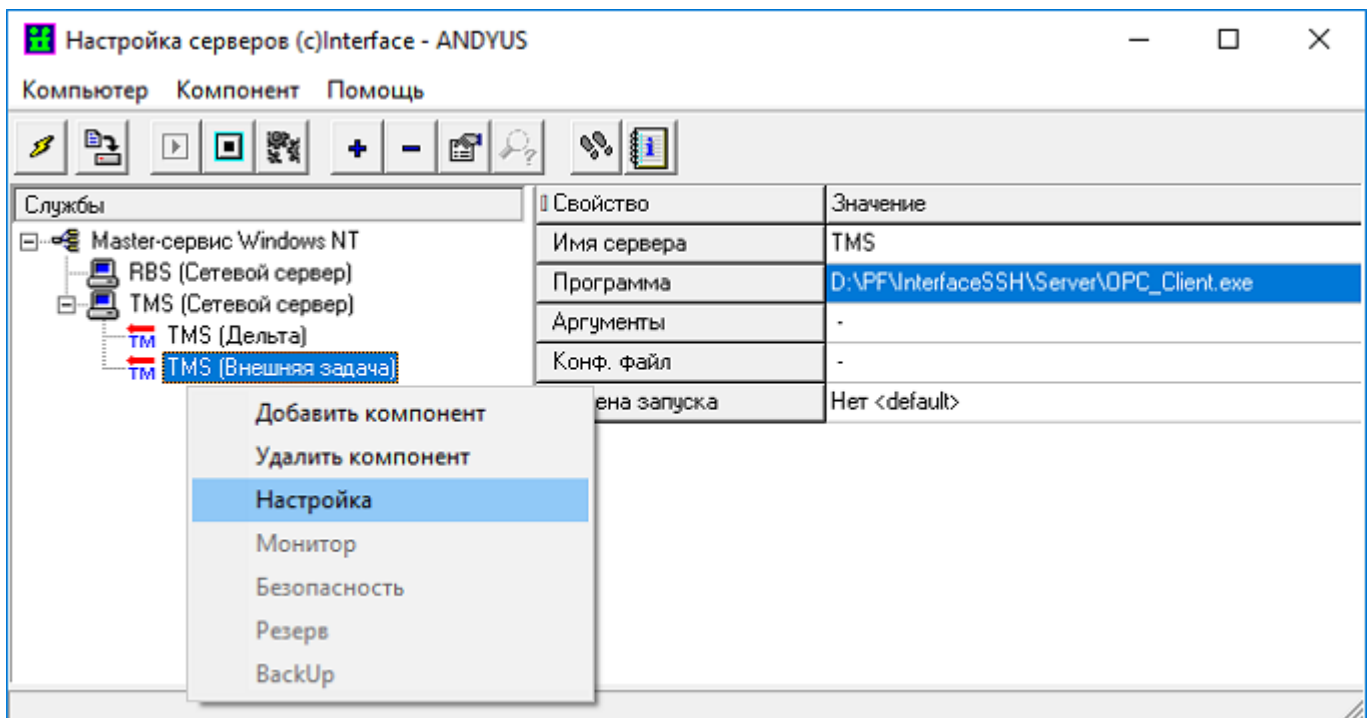 Настройка серверов (c)Interface - ANDYUS
Компьютер Компонент Помощь
Службы
Свойство Значение
Master-сервис Windows NT
RBS (Сетевой сервер)
TMS (Сетевой сервер)
TM TMS (Дельта)
TM TMS (Внешняя задача)
Имя сервера TMS
Программа D:\PF\InterfaceSSH\Server\OPC_Client.exe
Аргументы -
Конф. файл -
ена запуска Нет <default>
Добавить компонент
Удалить компонент
Настройка
Монитор
Безопасность
Резерв
BackUp